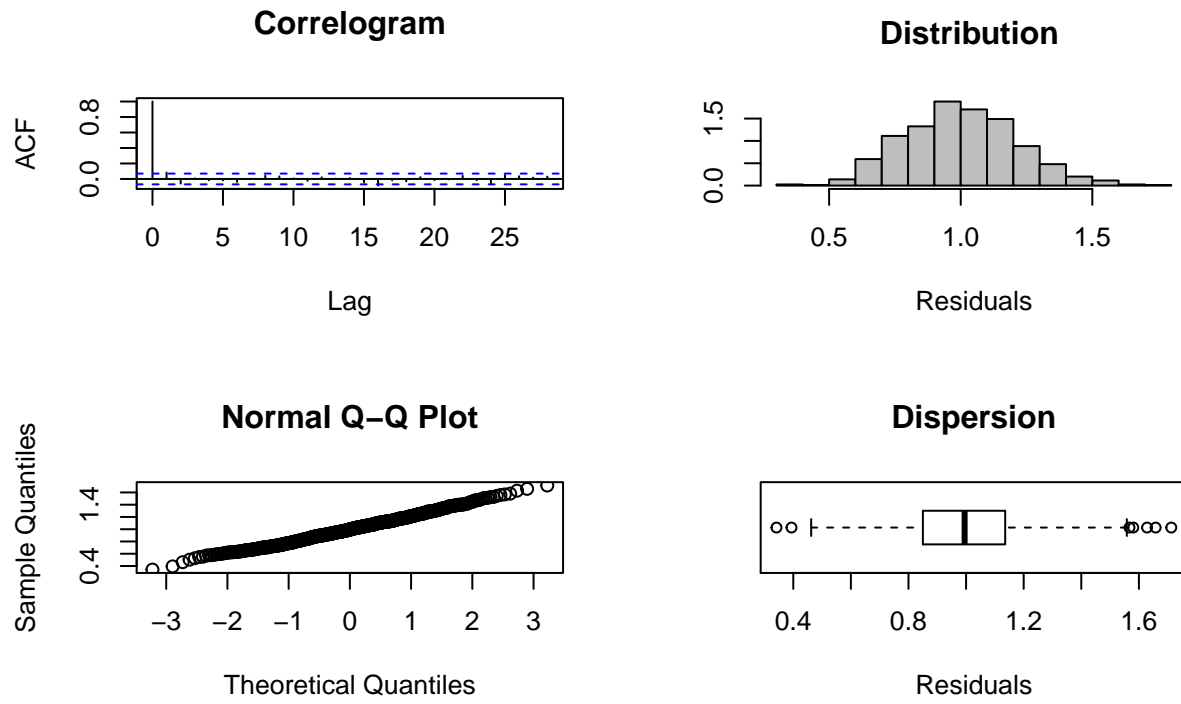 Correlogram
ACF
0.8
0.0
0 5 10 15 20 25
Lag
Distribution
1.5
0.0
0.5 1.0 1.5
Residuals
Normal Q−Q Plot
Sample Quantiles
1.4
0.4
−3 −2 −1 0 1 2 3
Theoretical Quantiles
Dispersion
0.4 0.8 1.2 1.6
Residuals